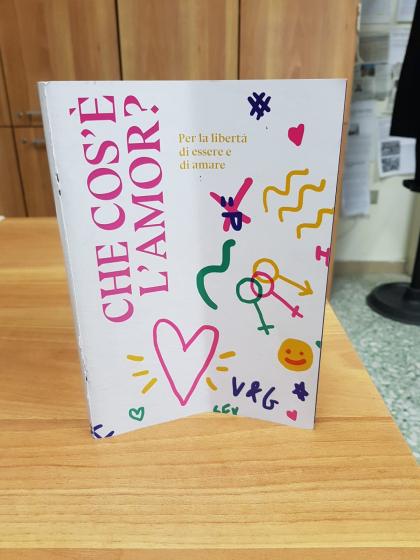 CHE COS'È
L'AMOR?
Per la libertà
di essere e
di amare
V&G